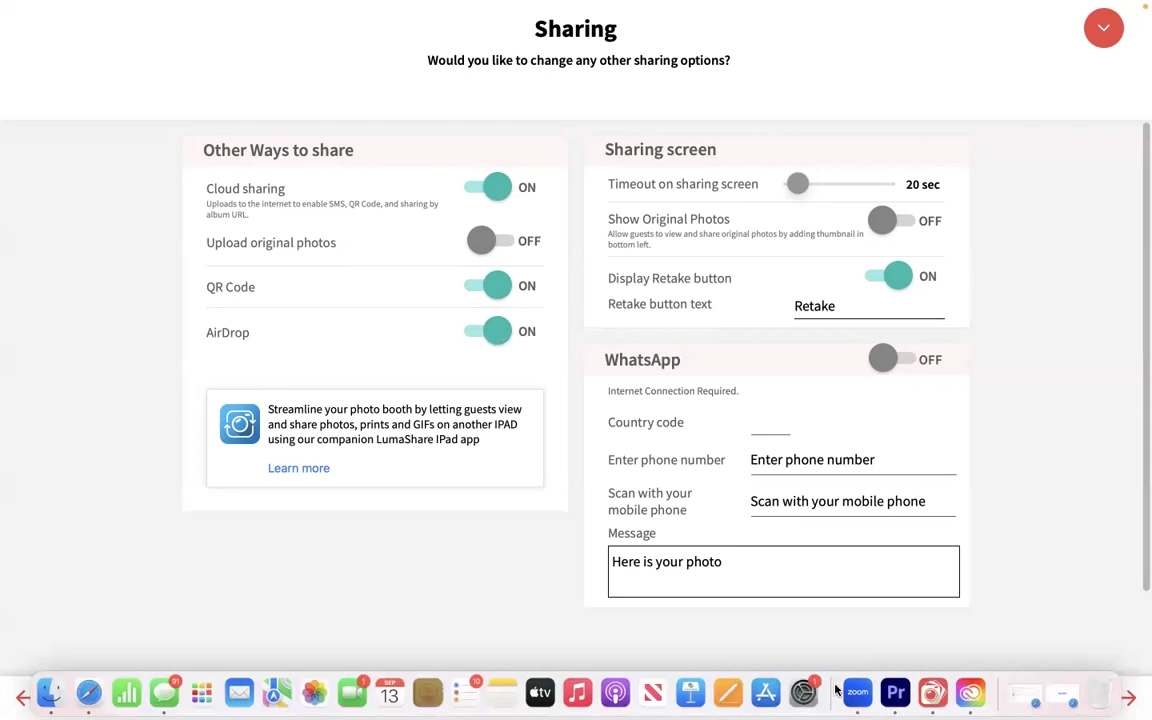 Sharing
Would you like to change any other sharing options?
Other Ways to share
Cloud sharing
ON
Uploads to the internet to enable SMS, QR Code, and sharing by
album URL.
Upload original photos
OFF
QR Code
ON
AirDrop
ON
Streamline your photo booth by letting guests view
and share photos, prints and GIFs on another IPAD
using our companion LumaShare IPad app
Learn more
Sharing screen
Timeout on sharing screen
20 sec
Show Original Photos
OFF
Allow guests to view and share original photos by adding thumbnail in
bottom left.
Display Retake button
ON
Retake button text
Retake
WhatsApp
OFF
Internet Connection Required.
Country code
Enter phone number
Enter phone number
Scan with your
mobile phone
Scan with your mobile phone
Message
Here is your photo
91
1
SEP
13
10
tv
1
zoom
Pr